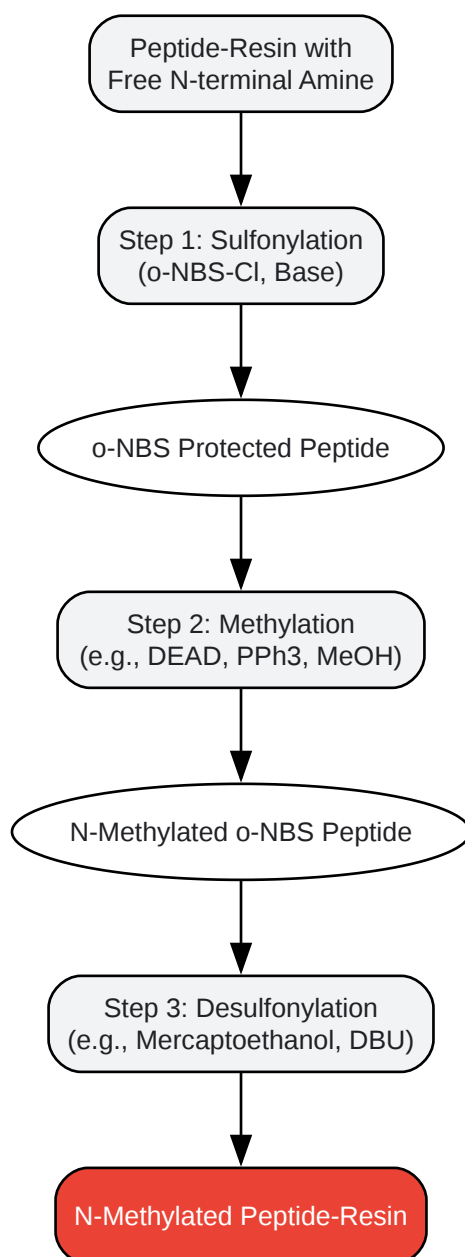 Peptide-Resin with
Free N-terminal Amine
Step 1: Sulfonylation
(o-NBS-Cl, Base)
o-NBS Protected Peptide
Step 2: Methylation
(e.g., DEAD, PPh3, MeOH)
N-Methylated o-NBS Peptide
Step 3: Desulfonylation
(e.g., Mercaptoethanol, DBU)
N-Methylated Peptide-Resin